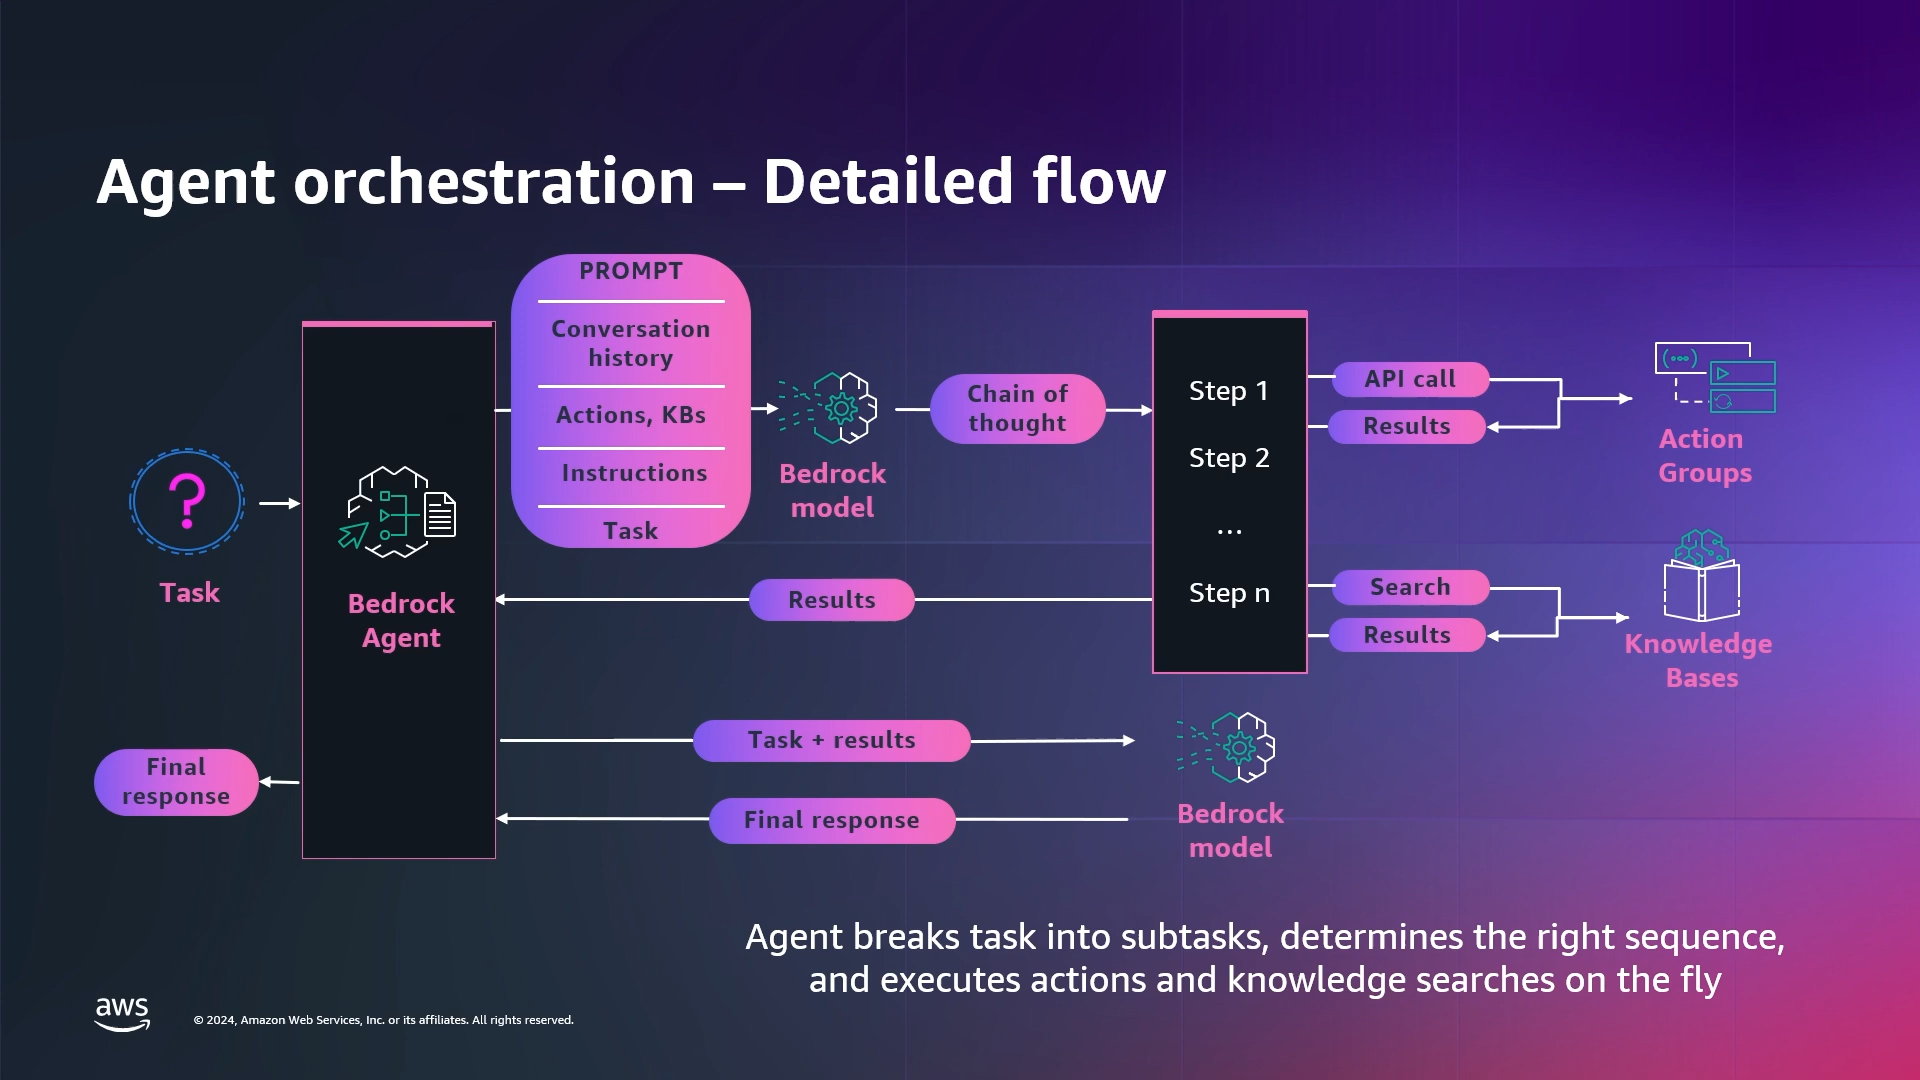 Agent orchestration – Detailed flow
PROMPT
Conversation
history
Actions, KBs
Instructions
Task
Task
Bedrock
Agent
Bedrock
model
Chain of
thought
Step 1
Step 2
...
Step n
API call
Results
Action
Groups
Search
Results
Knowledge
Bases
Results
Task + results
Final response
Bedrock
model
Final
response
Agent breaks task into subtasks, determines the right sequence,
and executes actions and knowledge searches on the fly
aws
© 2024, Amazon Web Services, Inc. or its affiliates. All rights reserved.